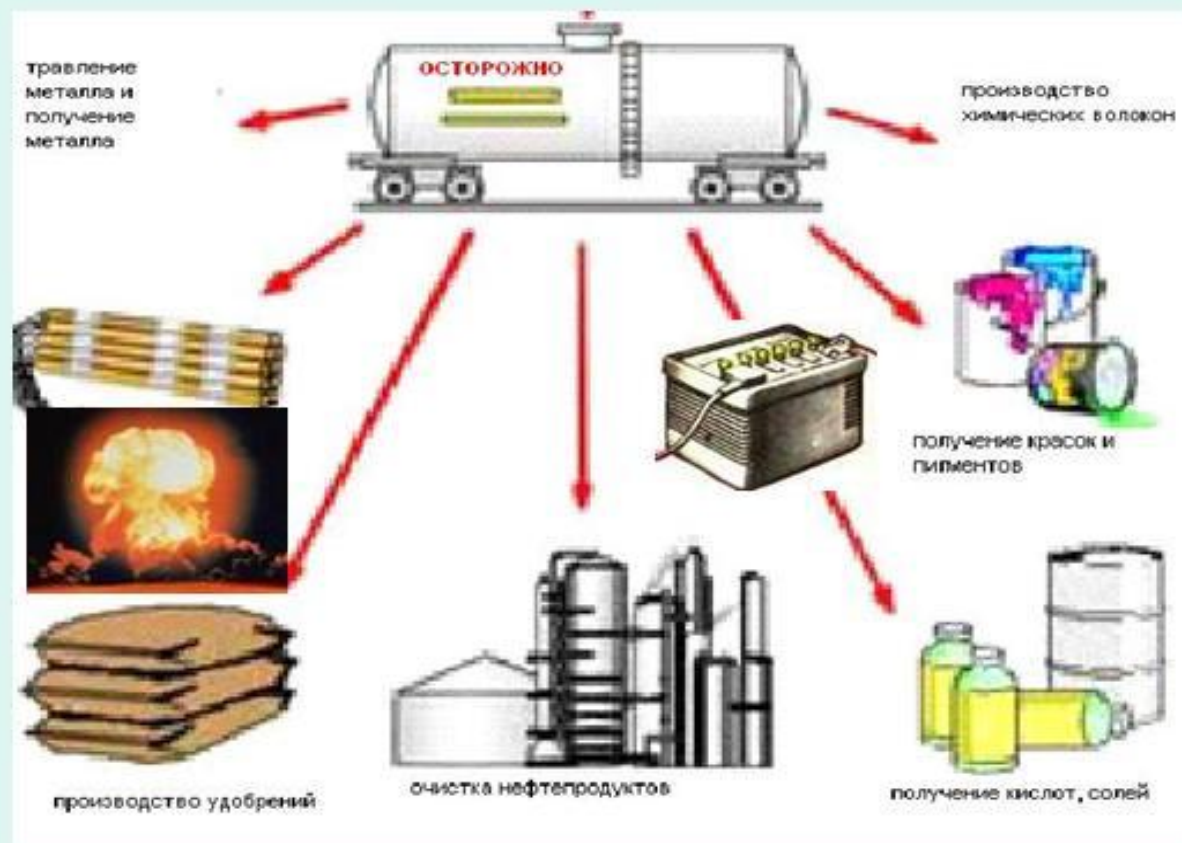 травление
металла и
получение
металла
ОСТОРОЖНО
производство
химических волокон
получение красок и
пигментов
производство удобрений
очистка нефтепродуктов
получение кислот, солей